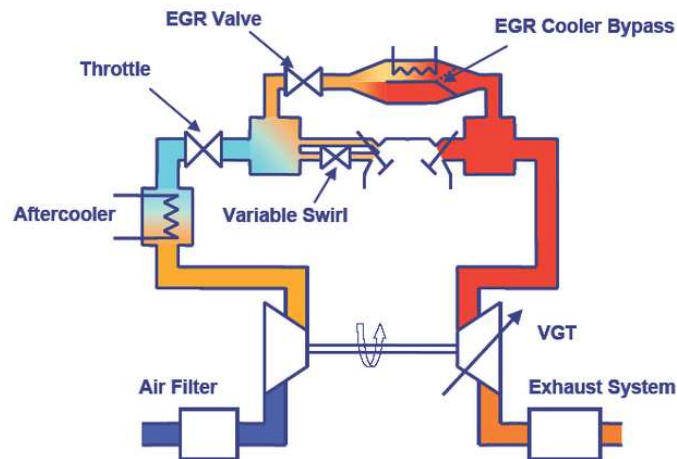 EGR Valve
EGR Cooler Bypass
Throttle
Aftercooler
Variable Swirl
VGT
Air Filter
Exhaust System